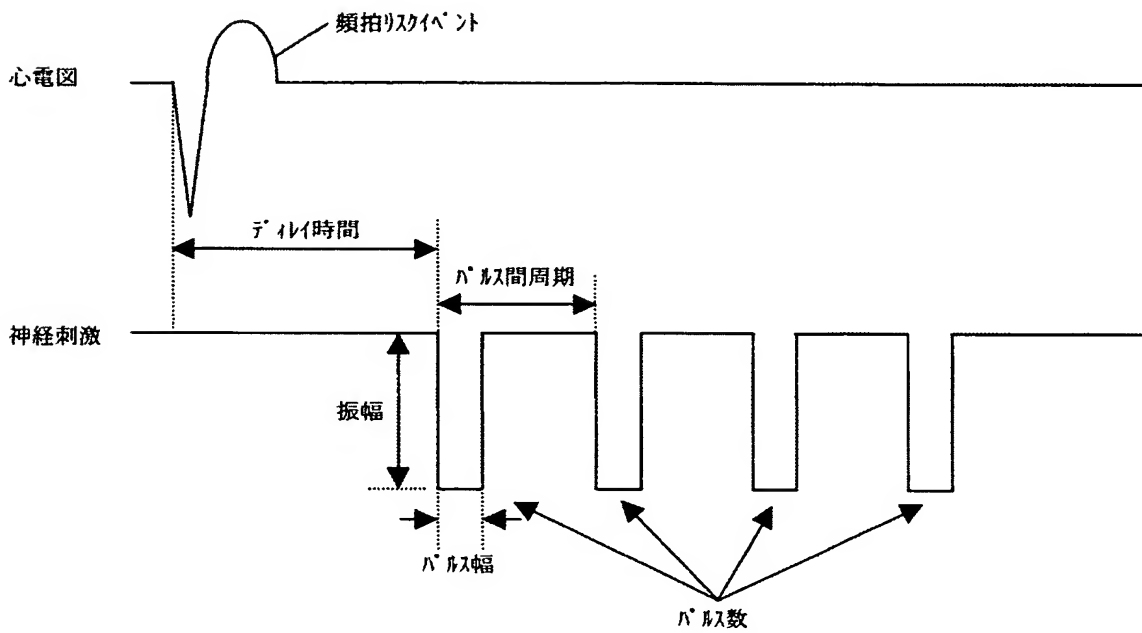 頻拍ﾘｽｸｲﾍﾞﾝﾄ
心電図
ﾃﾞｨﾚｲ時間
ﾊﾟﾙｽ間周期
神経刺激
振幅
ﾊﾟﾙｽ幅
ﾊﾟﾙｽ数